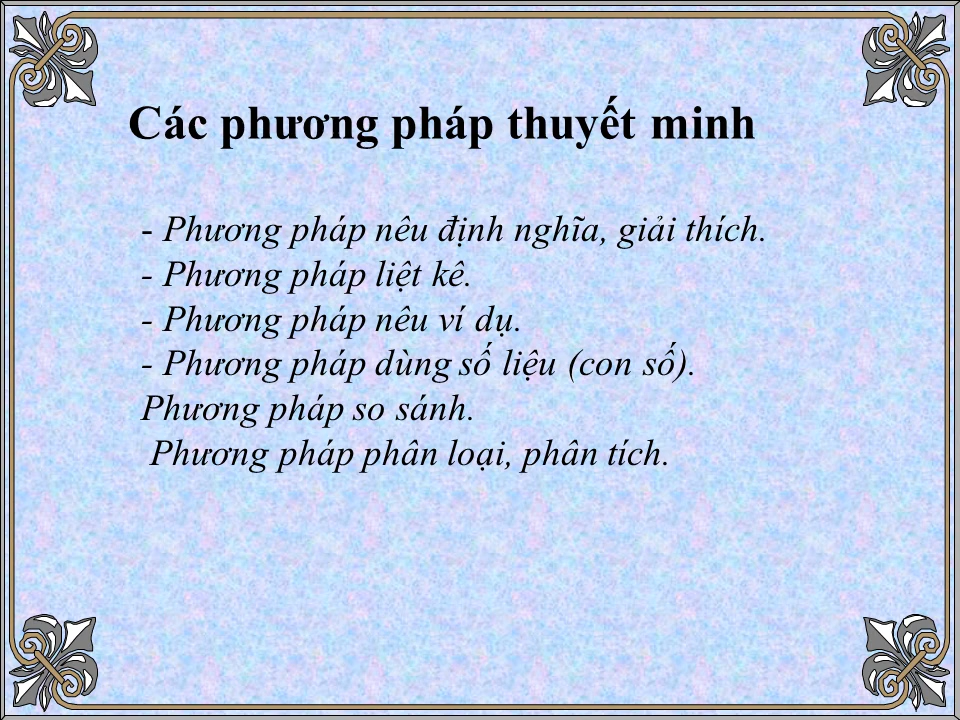 Các phương pháp thuyết minh
- Phương pháp nêu định nghĩa, giải thích.
- Phương pháp liệt kê.
- Phương pháp nêu ví dụ.
- Phương pháp dùng số liệu (con số).
Phương pháp so sánh.
Phương pháp phân loại, phân tích.